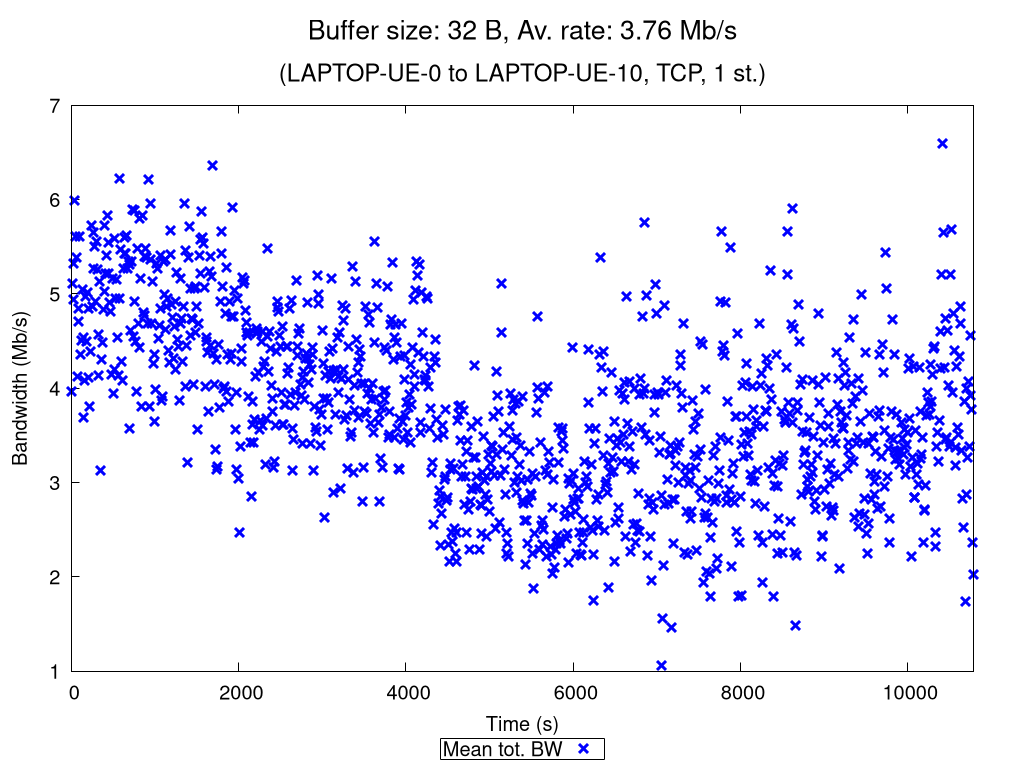 Buffer size: 32 B, Av. rate: 3.76 Mb/s
(LAPTOP-UE-0 to LAPTOP-UE-10, TCP, 1 st.)
7
6
5
4
3
2
1
Bandwidth (Mb/s)
0 2000 4000 6000 8000 10000
Time (s)
Mean tot. BW